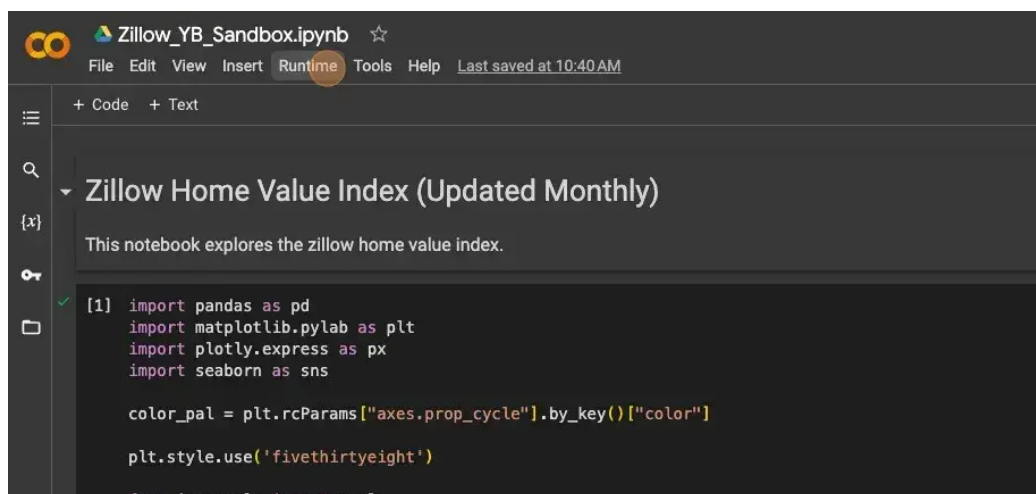 Zillow_YB_Sandbox.ipynb
File Edit View Insert Runtime Tools Help Last saved at 10:40 AM
+ Code + Text
Zillow Home Value Index (Updated Monthly)
{x}
This notebook explores the zillow home value index.
[1] import pandas as pd
import matplotlib.pylab as plt
import plotly.express as px
import seaborn as sns
color_pal = plt.rcParams["axes.prop_cycle"].by_key()["color"]
plt.style.use('fivethirtyeight')